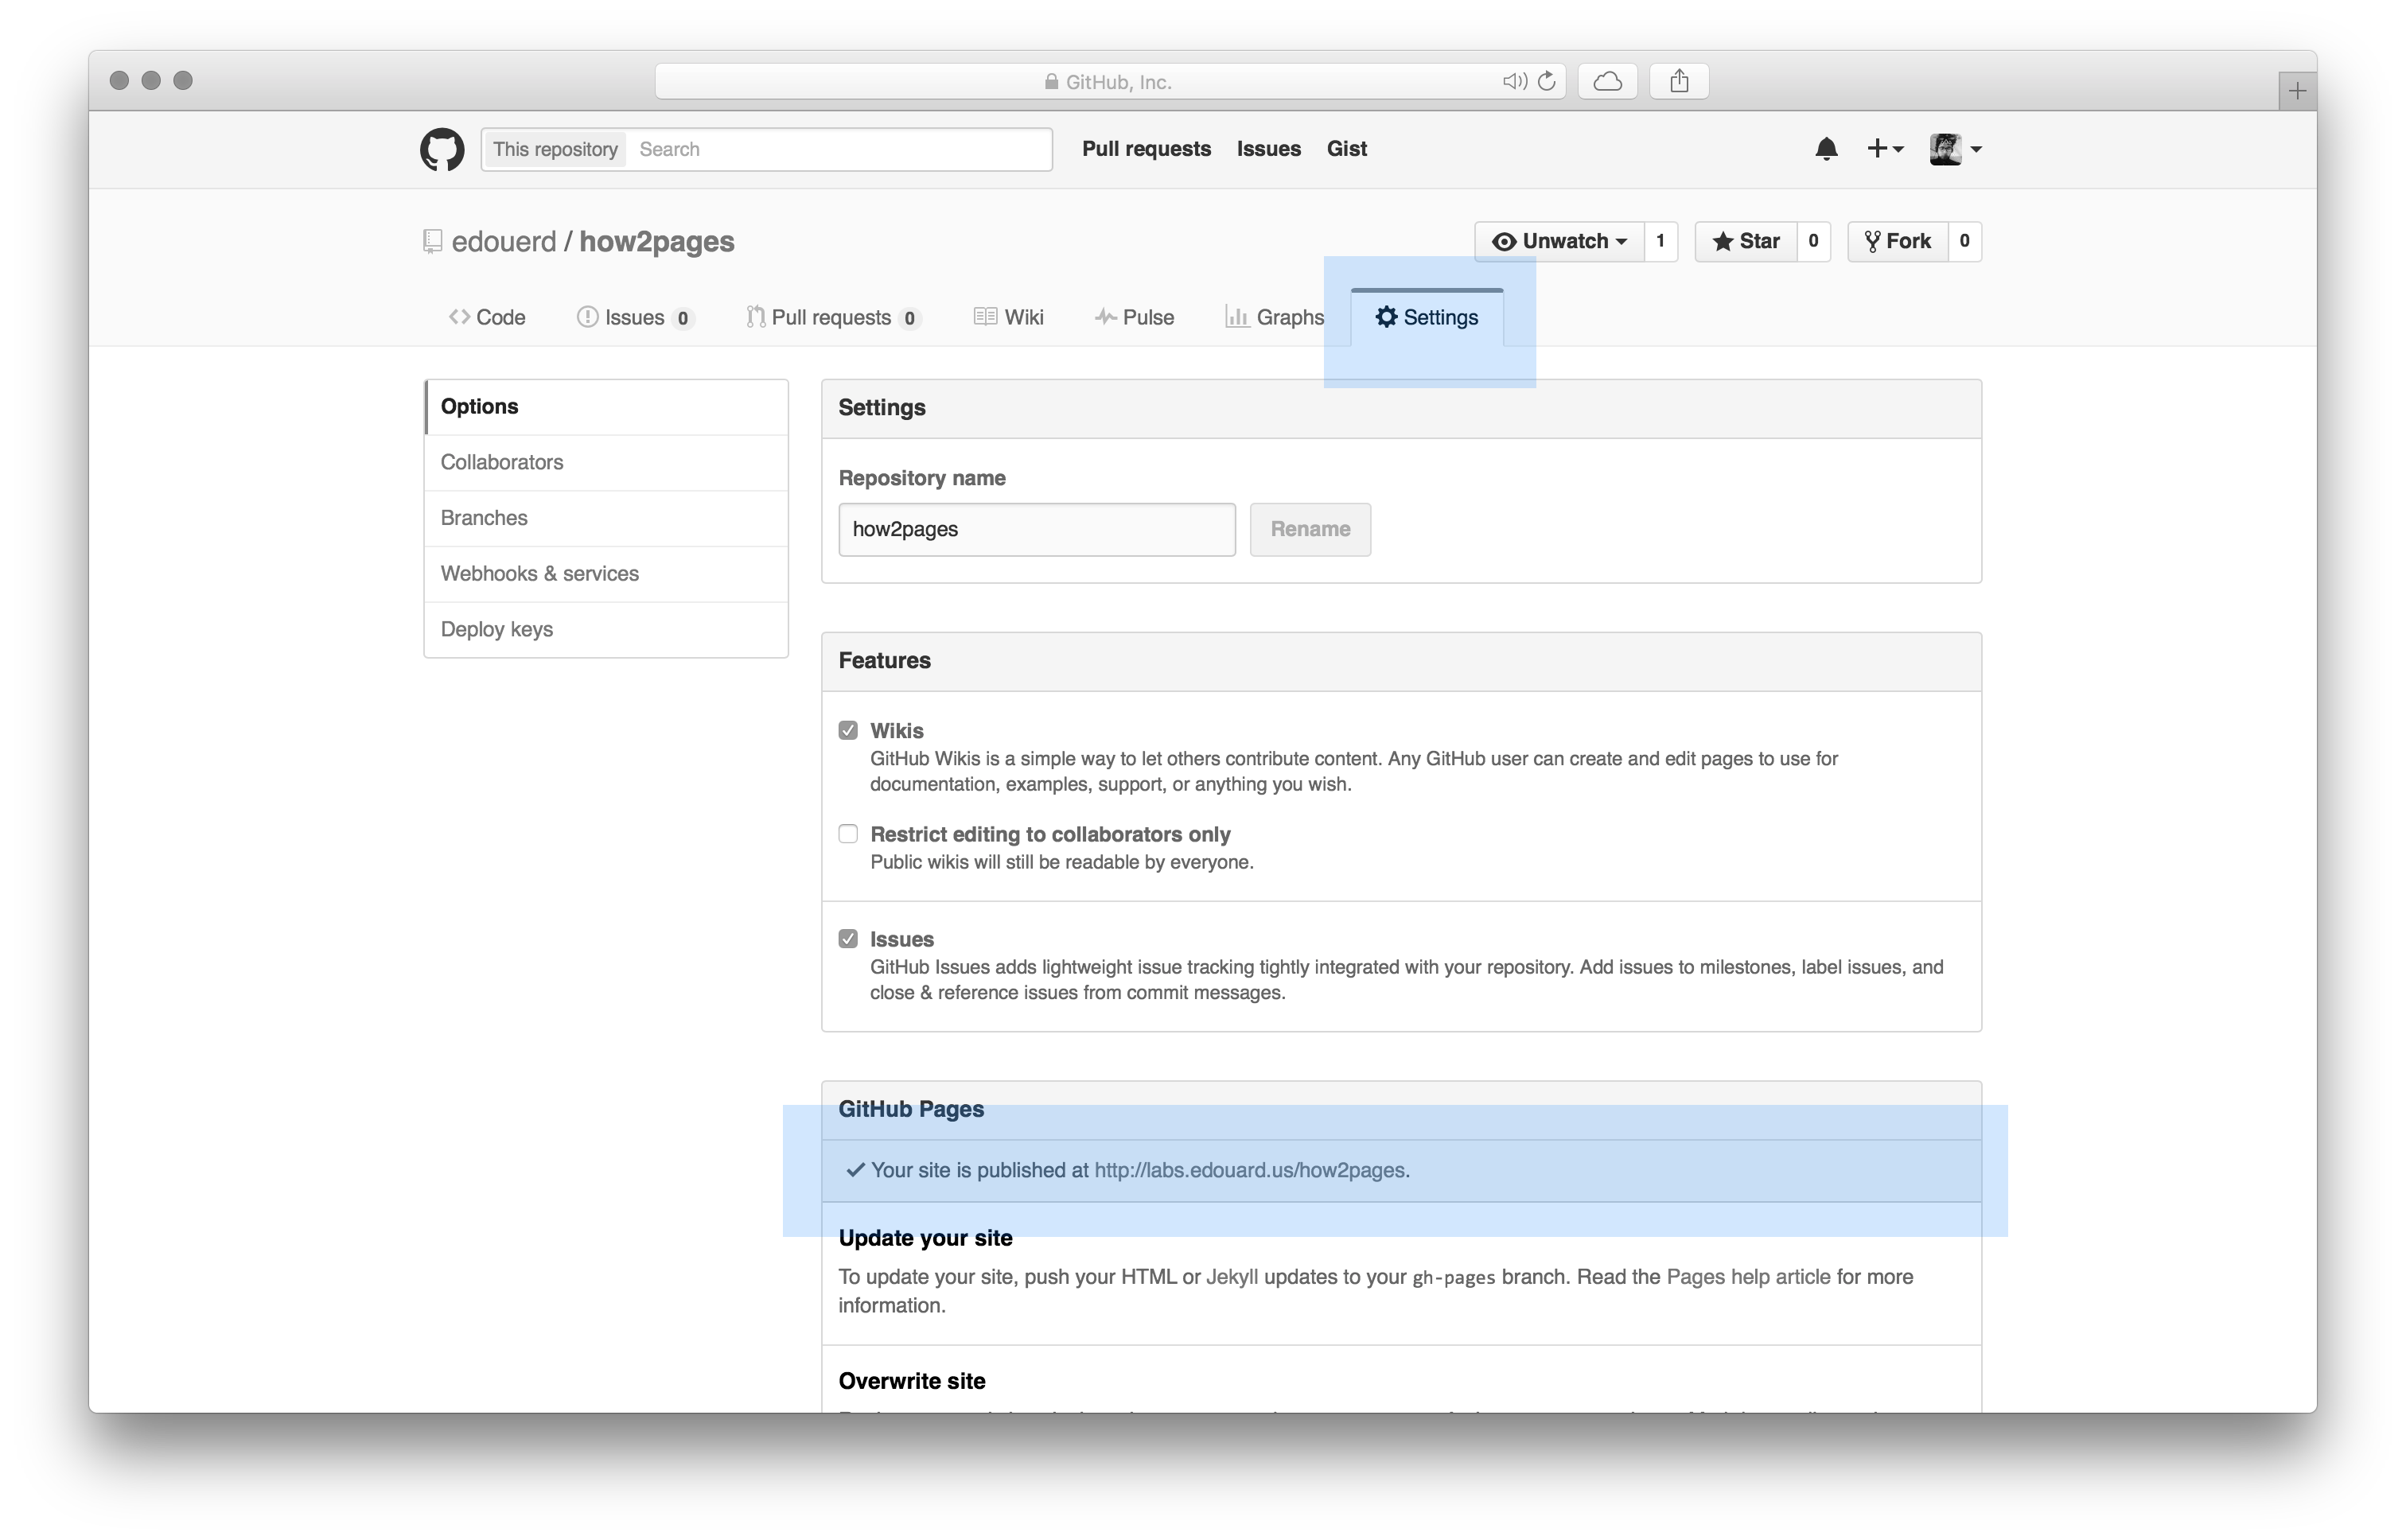 GitHub, Inc.
This repository Search Pull requests Issues Gist
edouerd / how2pages Unwatch 1 Star 0 Fork 0
Code Issues 0 Pull requests 0 Wiki Pulse Graphs Settings
Options
Collaborators
Branches
Webhooks & services
Deploy keys
Settings
Repository name
how2pages Rename
Features
Wikis
GitHub Wikis is a simple way to let others contribute content. Any GitHub user can create and edit pages to use for
documentation, examples, support, or anything you wish.
Restrict editing to collaborators only
Public wikis will still be readable by everyone.
Issues
GitHub Issues adds lightweight issue tracking tightly integrated with your repository. Add issues to milestones, label issues, and
close & reference issues from commit messages.
GitHub Pages
Your site is published at http://labs.edouard.us/how2pages.
Update your site
To update your site, push your HTML or Jekyll updates to your gh-pages branch. Read the Pages help article for more
information.
Overwrite site